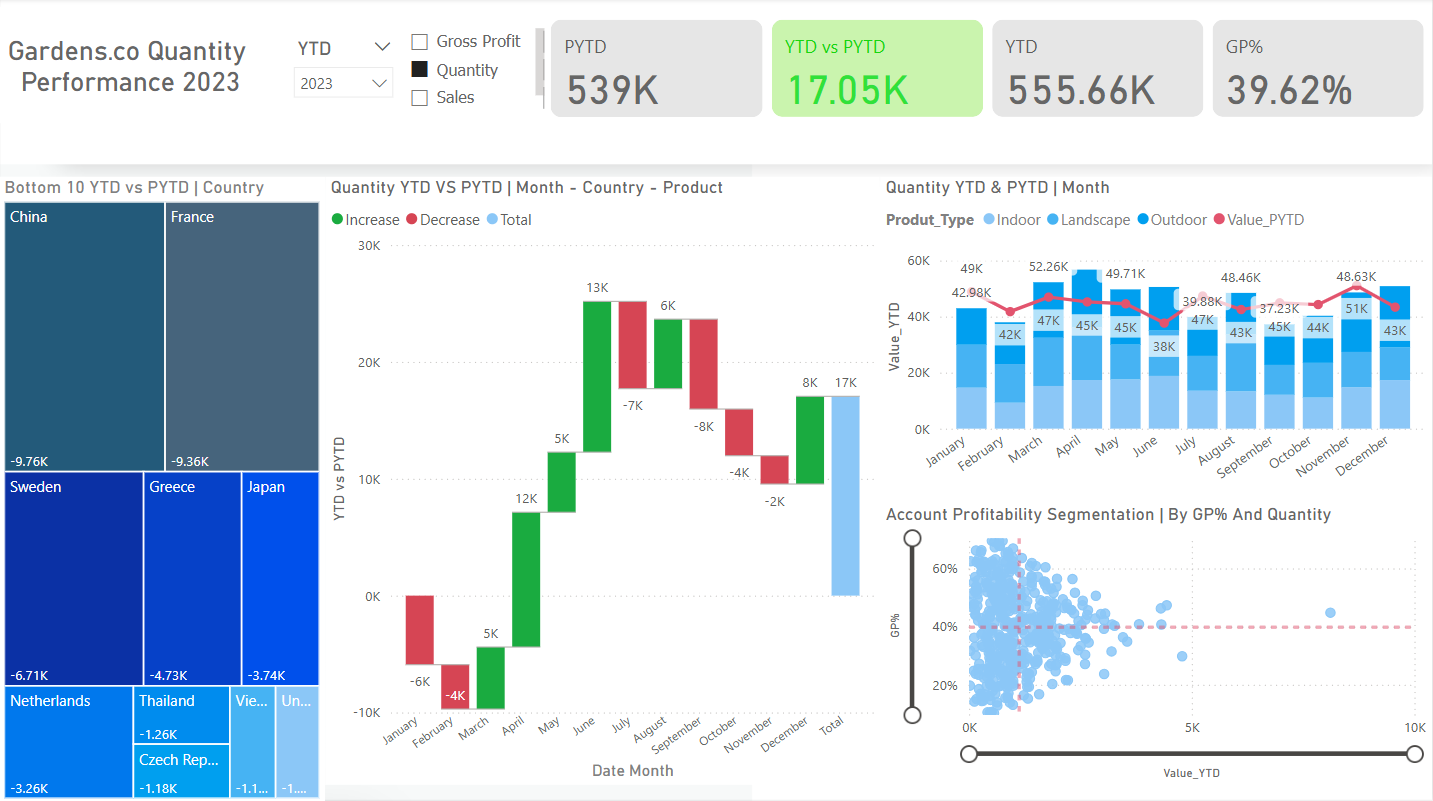 Gardens.co Quantity
Performance 2023
YTD
2023
Gross Profit
Quantity
Sales
PYTD
539K
YTD vs PYTD
17.05K
YTD
555.66K
GP%
39.62%
Bottom 10 YTD vs PYTD | Country
China
-9.76K
France
-9.36K
Sweden
-6.71K
Greece
-4.73K
Japan
-3.74K
Netherlands
-3.26K
Thailand
-1.26K
Czech Rep...
-1.18K
Vie...
-1.1...
Un...
-1....
Quantity YTD VS PYTD | Month - Country - Product
Increase Decrease Total
YTD vs PYTD
30K
20K
10K
0K
-10K
-6K
-4K
5K
12K
5K
13K
-7K
6K
-8K
-4K
-2K
8K
17K
January February March April May June July August September October November December Total
Date Month
Quantity YTD & PYTD | Month
Produt_Type Indoor Landscape Outdoor Value_PYTD
Value_YTD
60K
40K
20K
0K
49K
42.98K
52.26K
49.71K
39.88K
48.46K
37.23K
48.63K
42K
47K
45K
45K
38K
47K
43K
45K
44K
51K
43K
January February March April May June July August September October November December
Account Profitability Segmentation | By GP% And Quantity
GP%
60%
40%
20%
0K 5K 10K
Value_YTD